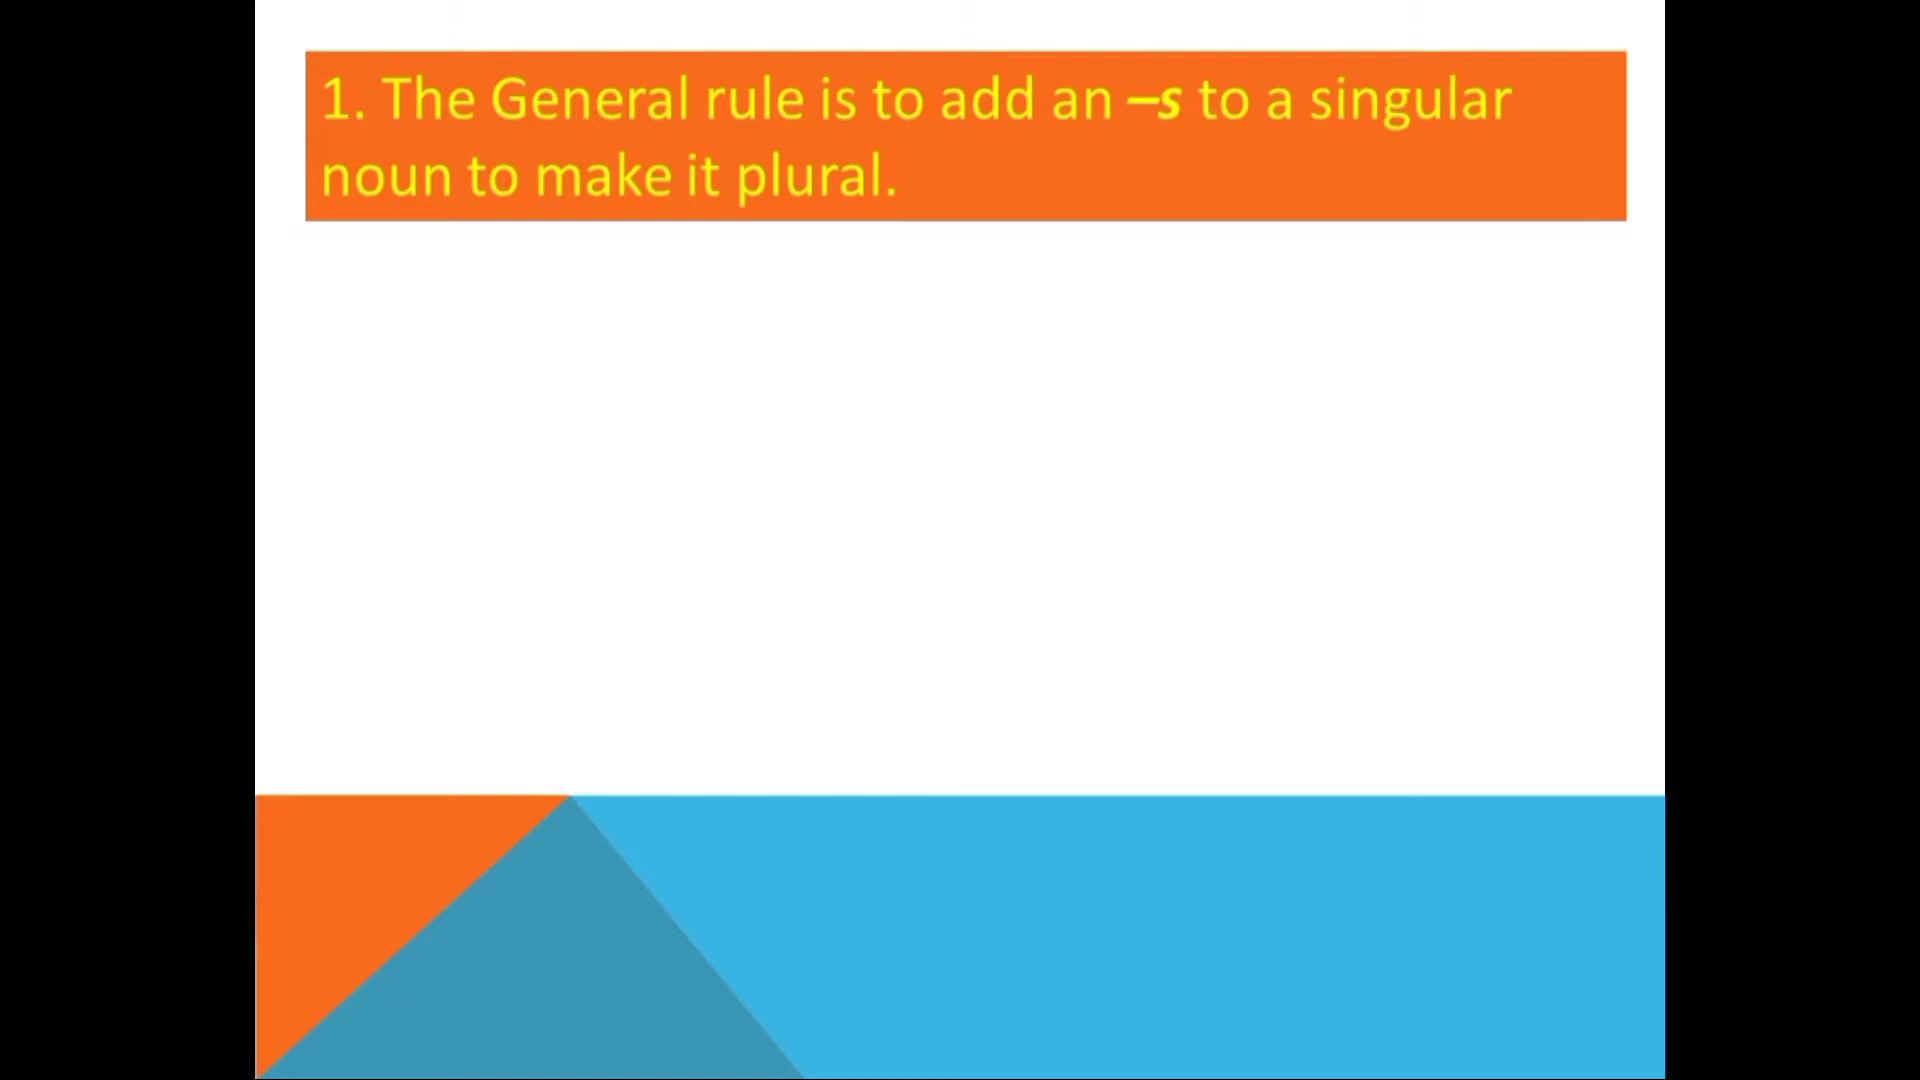 1. The General rule is to add an –s to a singular
noun to make it plural.